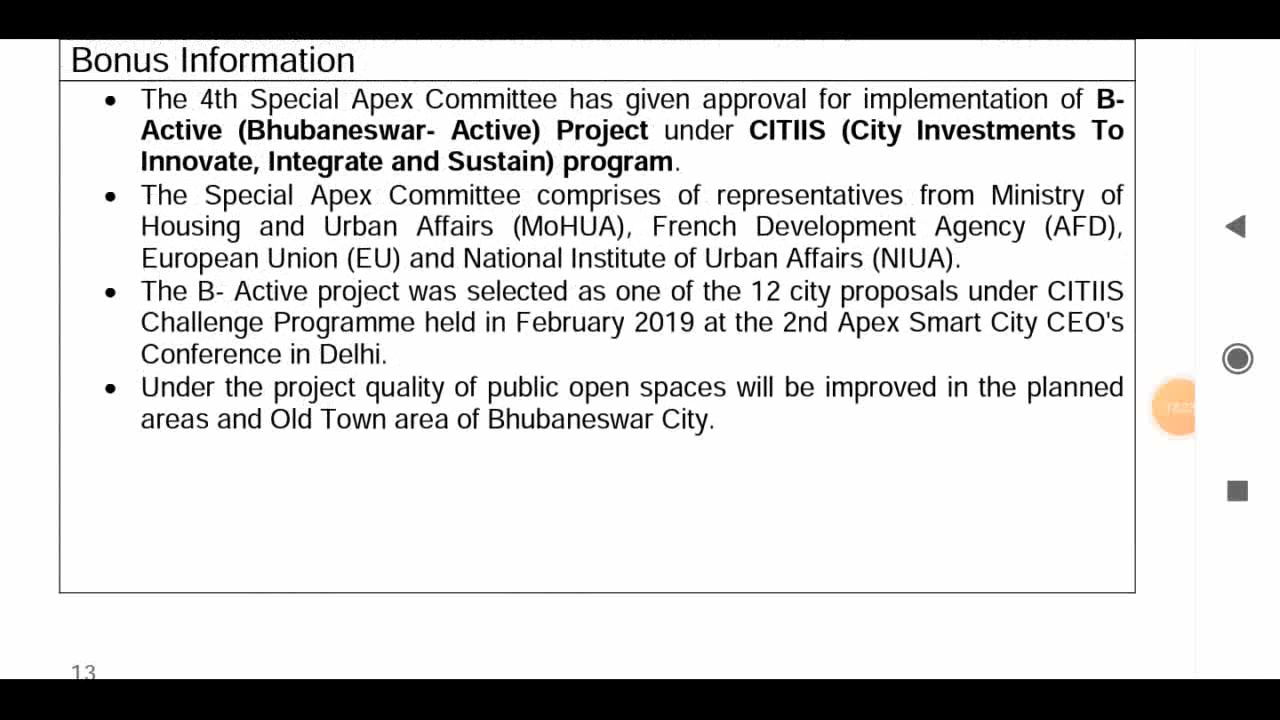 Bonus Information
• The 4th Special Apex Committee has given approval for implementation of B-
Active (Bhubaneswar- Active) Project under CITIIS (City Investments To
Innovate, Integrate and Sustain) program.
• The Special Apex Committee comprises of representatives from Ministry of
Housing and Urban Affairs (MoHUA), French Development Agency (AFD),
European Union (EU) and National Institute of Urban Affairs (NIUA).
• The B- Active project was selected as one of the 12 city proposals under CITIIS
Challenge Programme held in February 2019 at the 2nd Apex Smart City CEO's
Conference in Delhi.
• Under the project quality of public open spaces will be improved in the planned
areas and Old Town area of Bhubaneswar City.
13